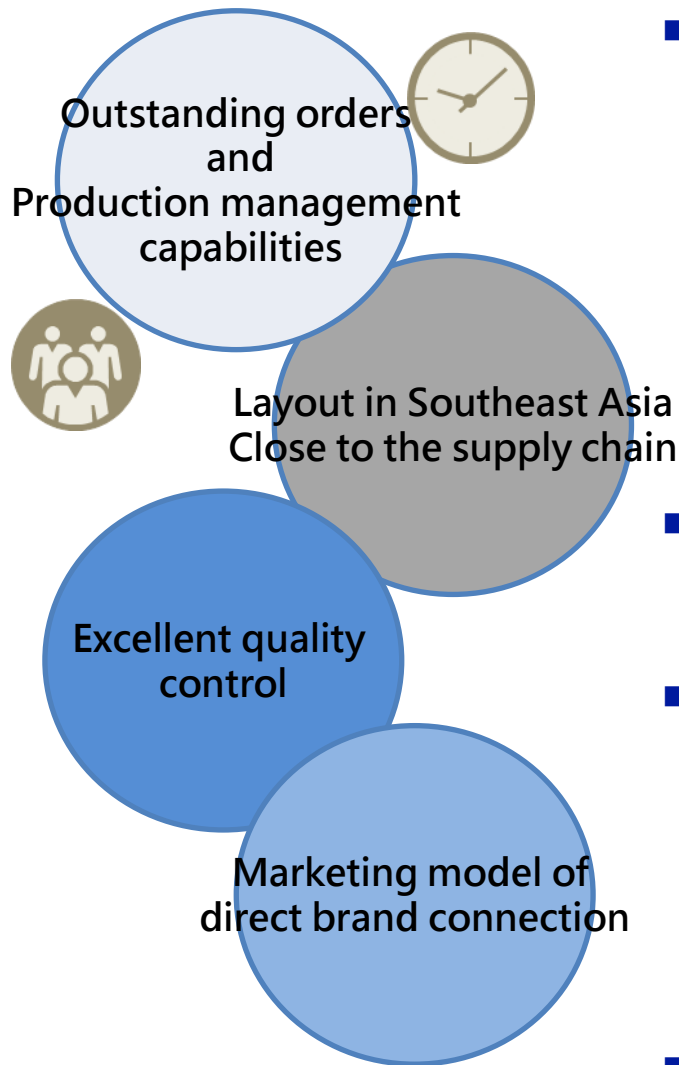 Outstanding orders
and
Production management
capabilities
Layout in Southeast Asia
Close to the supply chain
Excellent quality
control
Marketing model of
direct brand connection